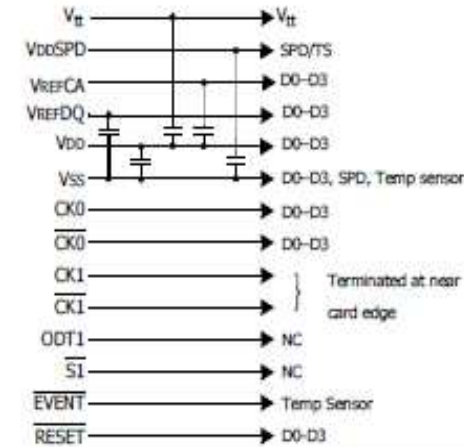 Vtt Vtt
VDDSPD SPD/TS
VREFCA D0–D3
VREFDQ D0–D3
VDD D0–D3
VSS D0–D3, SPD, Temp sensor
CK0 D0–D3
CK0 D0–D3
CK1 Terminated at near
CK1 card edge
ODT1 NC
S1 NC
EVENT Temp Sensor
RESET D0-D3